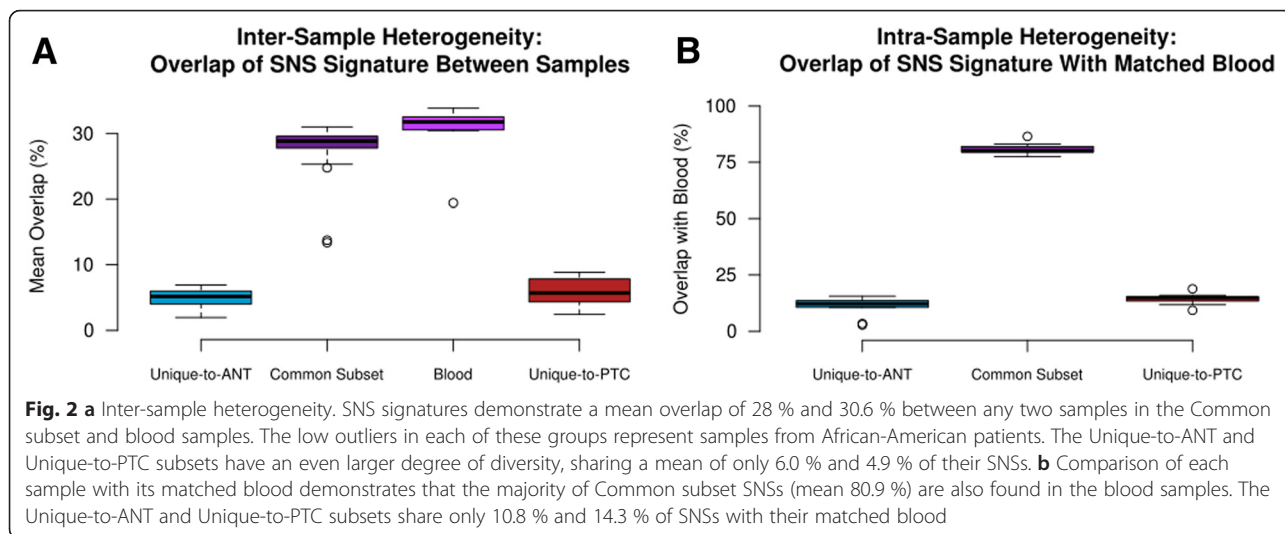 A
Inter-Sample Heterogeneity:
Overlap of SNS Signature Between Samples
Mean Overlap (%)
30
20
10
0
Unique-to-ANT
Common Subset
Blood
Unique-to-PTC
B
Intra-Sample Heterogeneity:
Overlap of SNS Signature With Matched Blood
Overlap with Blood (%)
100
75
50
25
0
Unique-to-ANT
Common Subset
Unique-to-PTC
Fig. 2 a Inter-sample heterogeneity. SNS signatures demonstrate a mean overlap of 28 % and 30.6 % between any two samples in the Common
subset and blood samples. The low outliers in each of these groups represent samples from African-American patients. The Unique-to-ANT and
Unique-to-PTC subsets have an even larger degree of diversity, sharing a mean of only 6.0 % and 4.9 % of their SNSs. b Comparison of each
sample with its matched blood demonstrates that the majority of Common subset SNSs (mean 80.9 %) are also found in the blood samples. The
Unique-to-ANT and Unique-to-PTC subsets share only 10.8 % and 14.3 % of SNSs with their matched blood